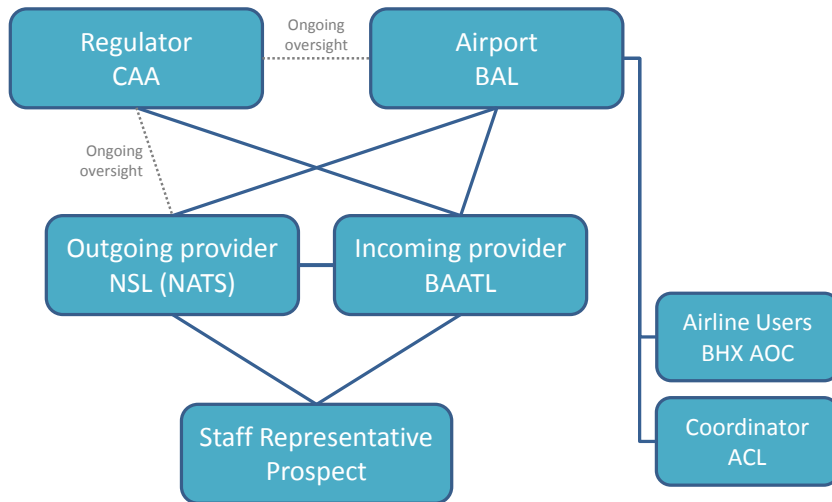 Regulator
CAA
Ongoing
oversight
Airport
BAL
Ongoing
oversight
Outgoing provider
NSL (NATS)
Incoming provider
BAATL
Airline Users
BHX AOC
Staff Representative
Prospect
Coordinator
ACL